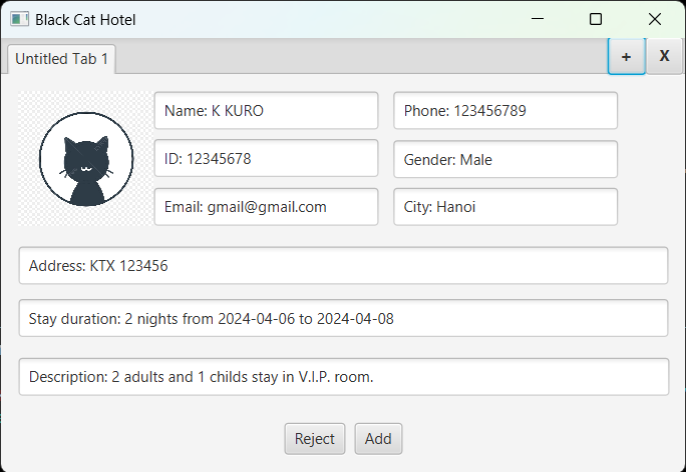 Black Cat Hotel
Untitled Tab 1
+ X
Name: K KURO
Phone: 123456789
ID: 12345678
Gender: Male
Email: gmail@gmail.com
City: Hanoi
Address: KTX 123456
Stay duration: 2 nights from 2024-04-06 to 2024-04-08
Description: 2 adults and 1 childs stay in V.I.P. room.
Reject Add